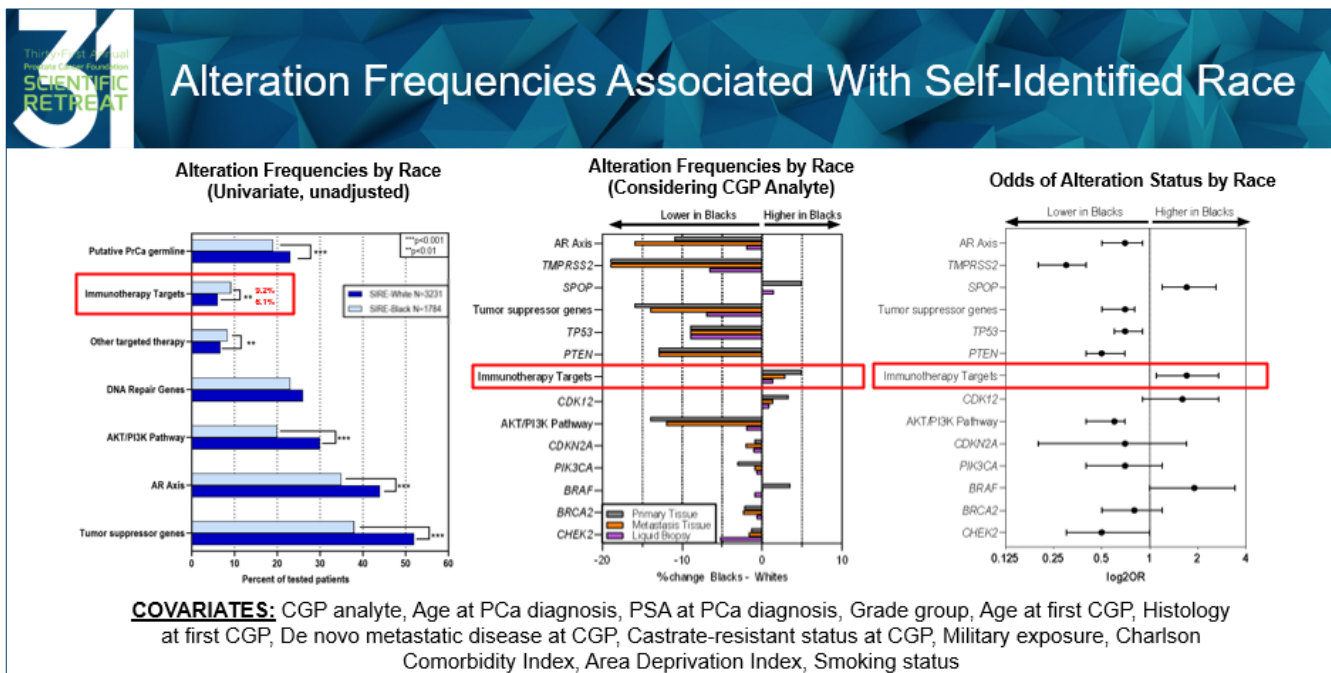 Thirty-First Annual
Prostate Cancer Foundation
SCIENTIFIC
RETREAT
31
Alteration Frequencies Associated With Self-Identified Race
Alteration Frequencies by Race
(Univariate, unadjusted)
***p<0.001
**p<0.01
SIRE-White N=3231
SIRE-Black N=1784
Putative PrCa germline
***
Immunotherapy Targets
**
9.2%
6.1%
Other targeted therapy
**
DNA Repair Genes
AKT/PI3K Pathway
***
AR Axis
***
Tumor suppressor genes
***
0 10 20 30 40 50 60
Percent of tested patients
Alteration Frequencies by Race
(Considering CGP Analyte)
Lower in Blacks Higher in Blacks
AR Axis
TMPRSS2
SPOP
Tumor suppressor genes
TP53
PTEN
Immunotherapy Targets
CDK12
AKT/PI3K Pathway
CDKN2A
PIK3CA
BRAF
BRCA2
CHEK2
Primary Tissue
Metastasis Tissue
Liquid Biopsy
-20 -10 0 10
%change Blacks - Whites
Odds of Alteration Status by Race
Lower in Blacks Higher in Blacks
AR Axis
TMPRSS2
SPOP
Tumor suppressor genes
TP53
PTEN
Immunotherapy Targets
CDK12
AKT/PI3K Pathway
CDKN2A
PIK3CA
BRAF
BRCA2
CHEK2
0.125 0.25 0.5 1 2 4
log2OR
COVARIATES: CGP analyte, Age at PCa diagnosis, PSA at PCa diagnosis, Grade group, Age at first CGP, Histology
at first CGP, De novo metastatic disease at CGP, Castrate-resistant status at CGP, Military exposure, Charlson
Comorbidity Index, Area Deprivation Index, Smoking status